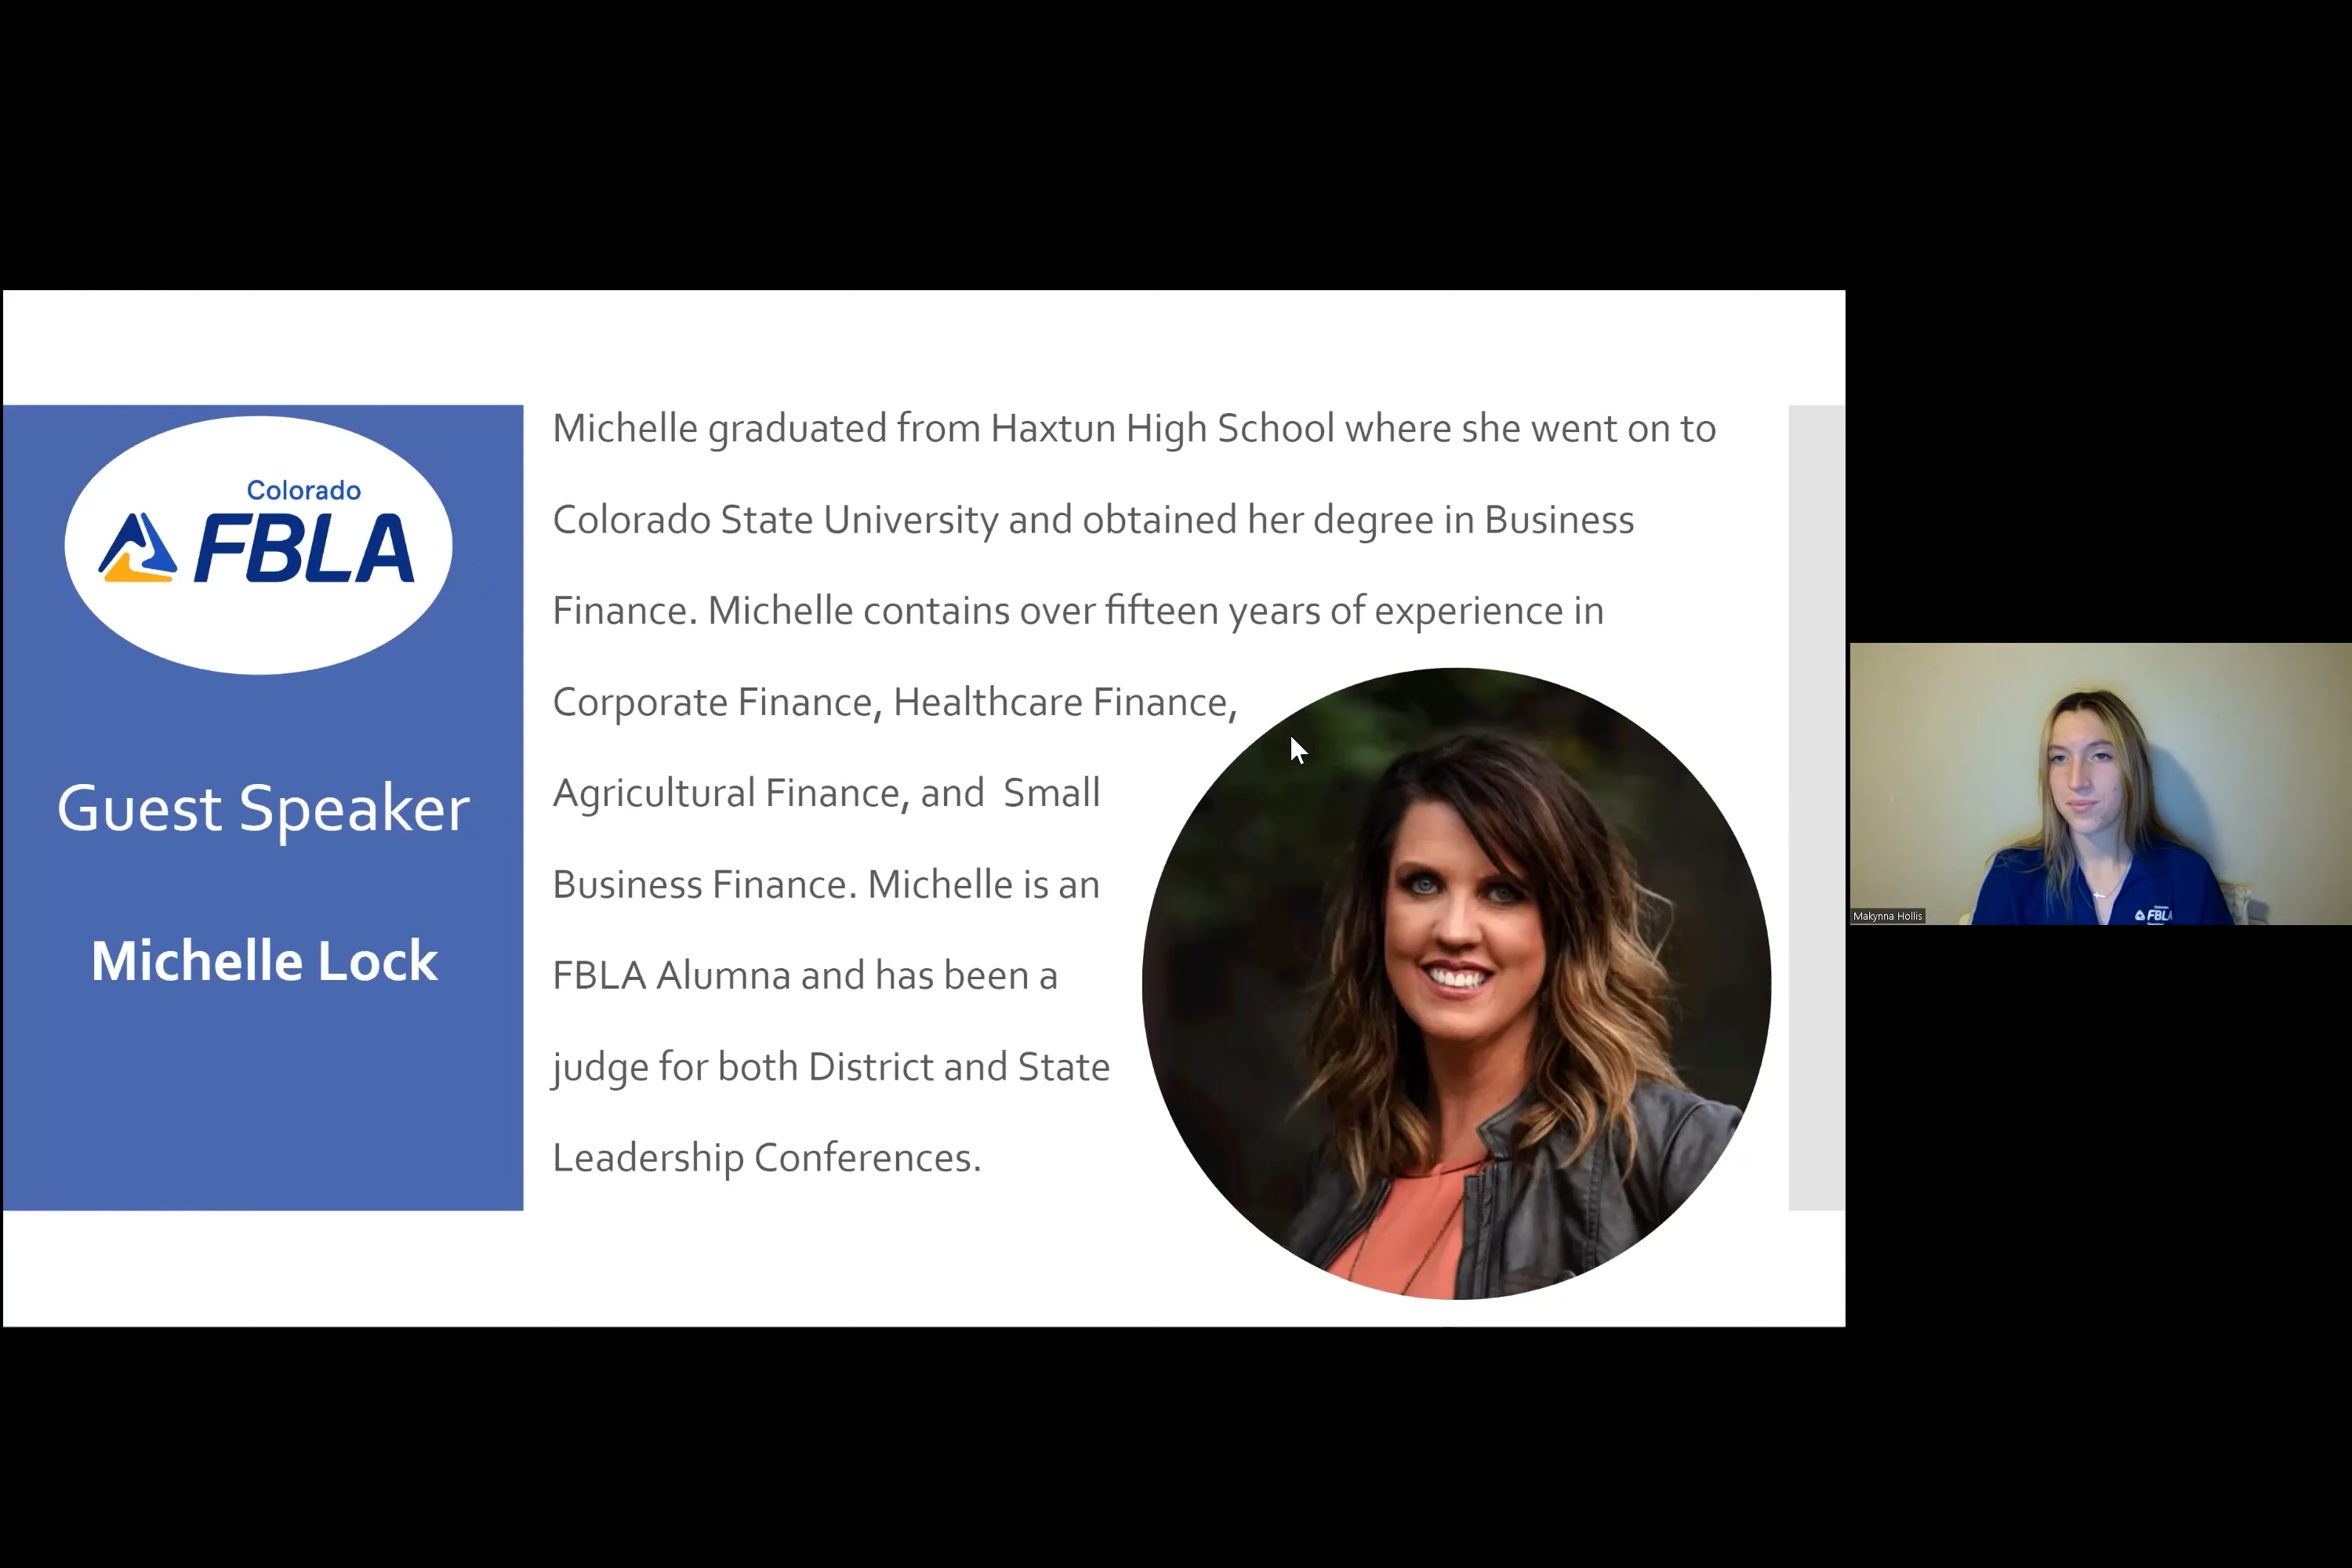 Colorado
FBLA
Guest Speaker
Michelle Lock
Michelle graduated from Haxtun High School where she went on to
Colorado State University and obtained her degree in Business
Finance. Michelle contains over fifteen years of experience in
Corporate Finance, Healthcare Finance,
Agricultural Finance, and Small
Business Finance. Michelle is an
FBLA Alumna and has been a
judge for both District and State
Leadership Conferences.
Makynna Hollis
FBLA